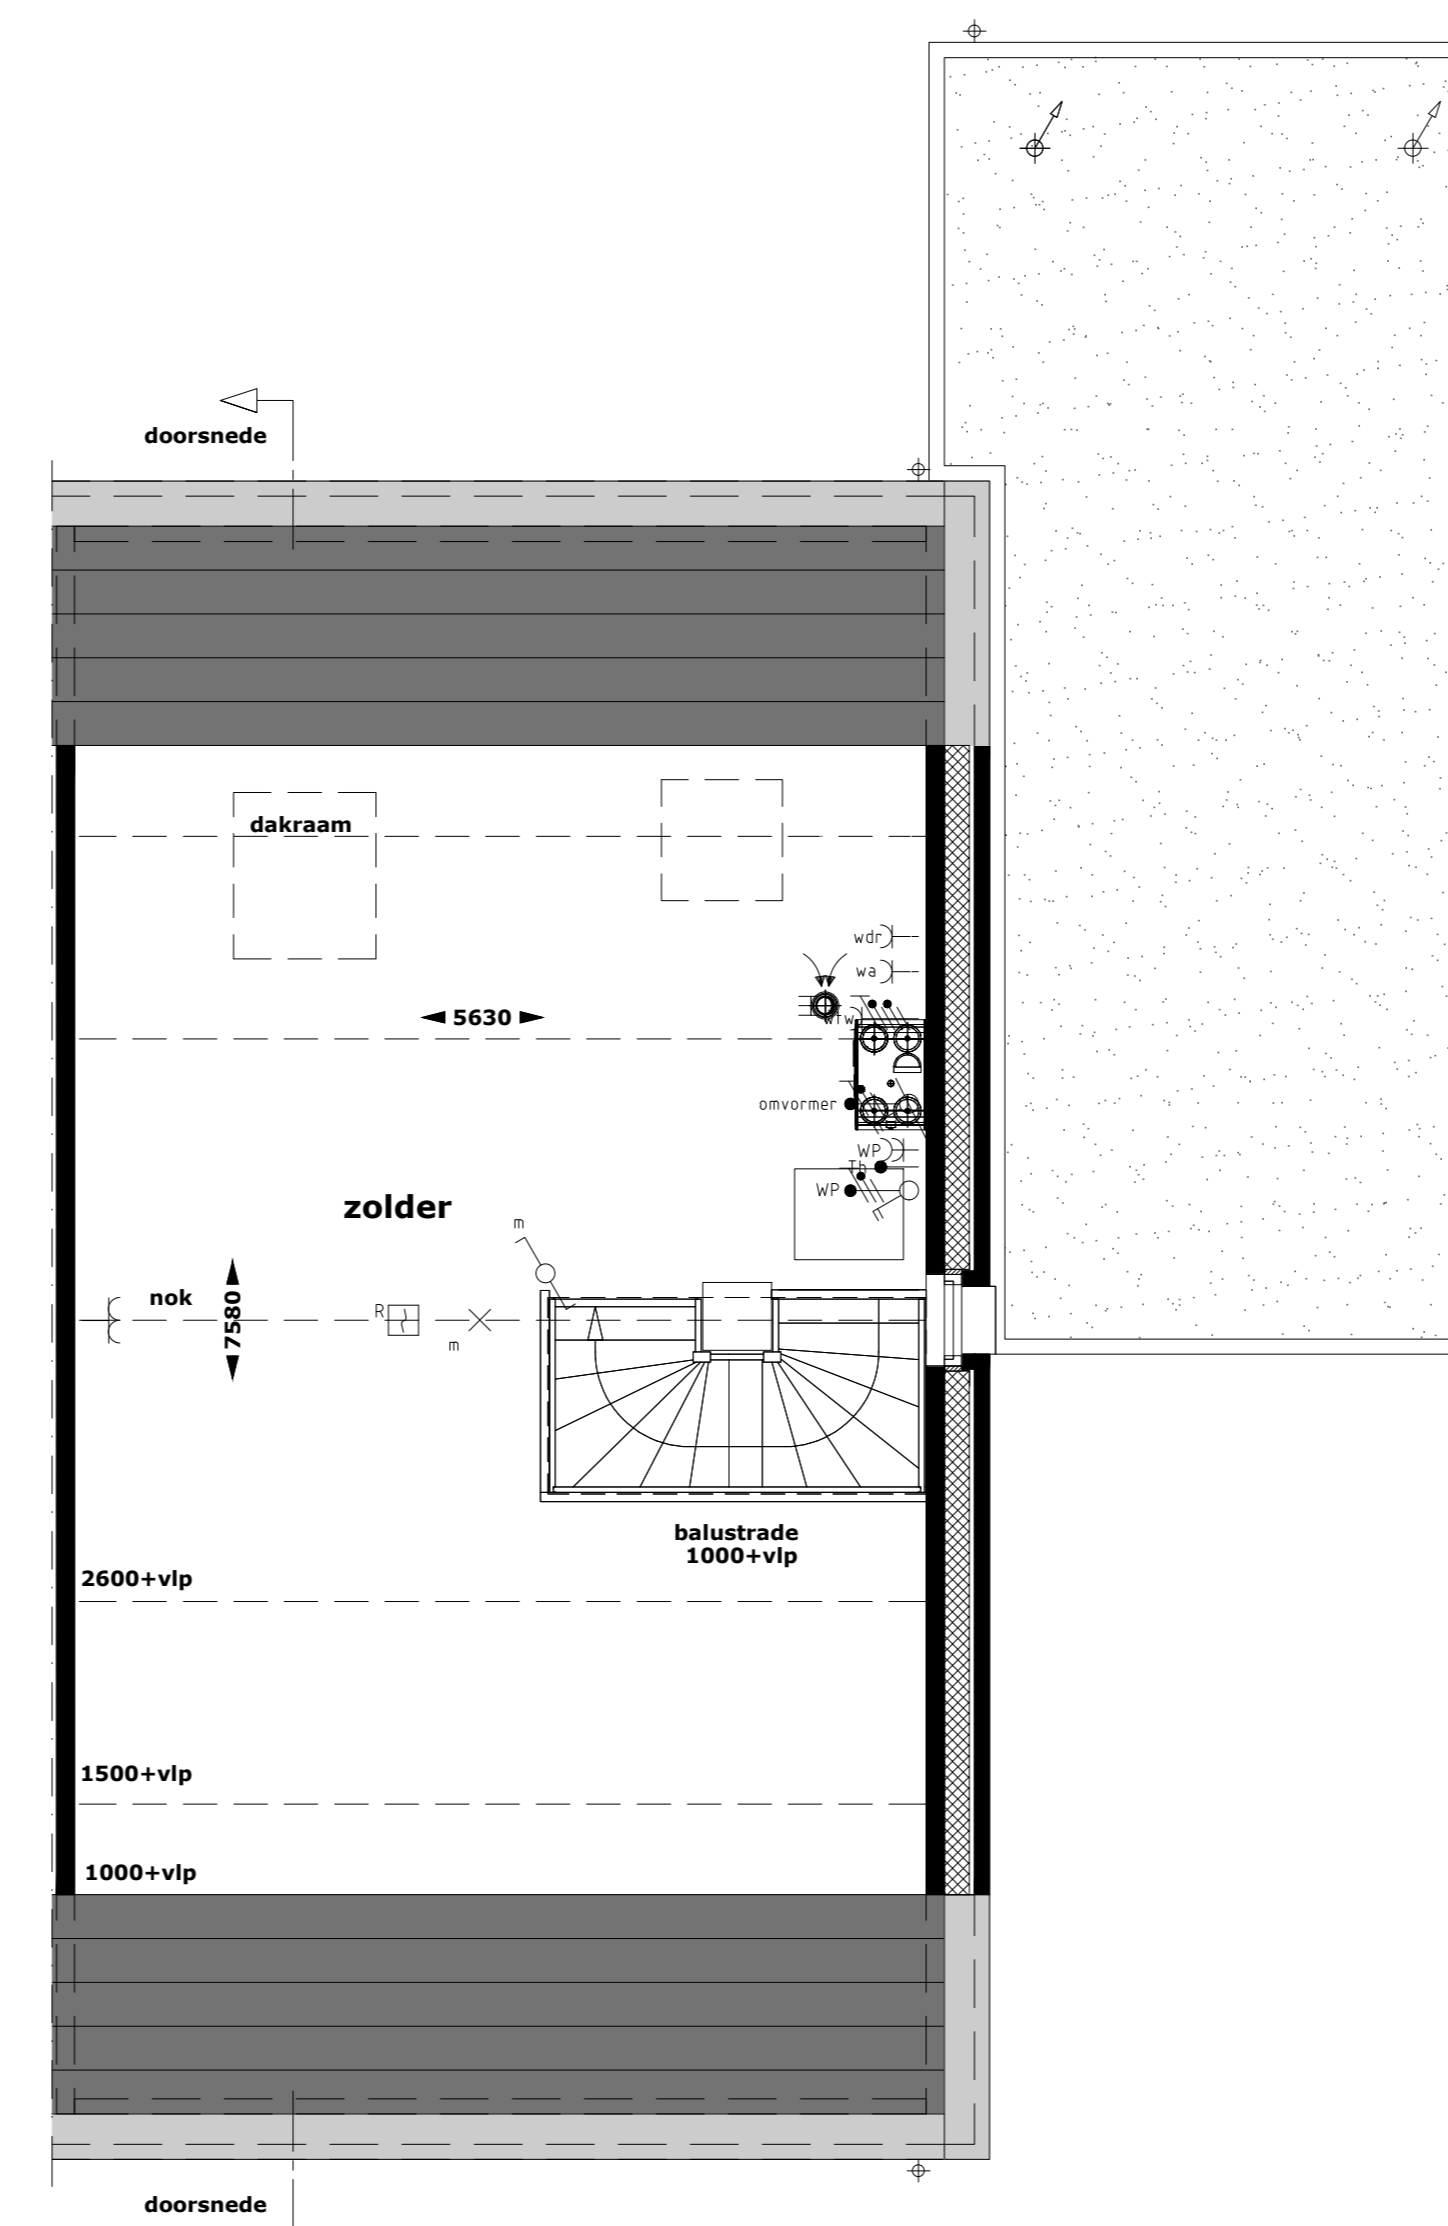 doorsnede
dakraam
wdr
wa
wtw
5630
omvormer
WP
Th
WP
zolder
m
nok
7580
R
m
balustrade
1000+vlp
2600+vlp
1500+vlp
1000+vlp
doorsnede